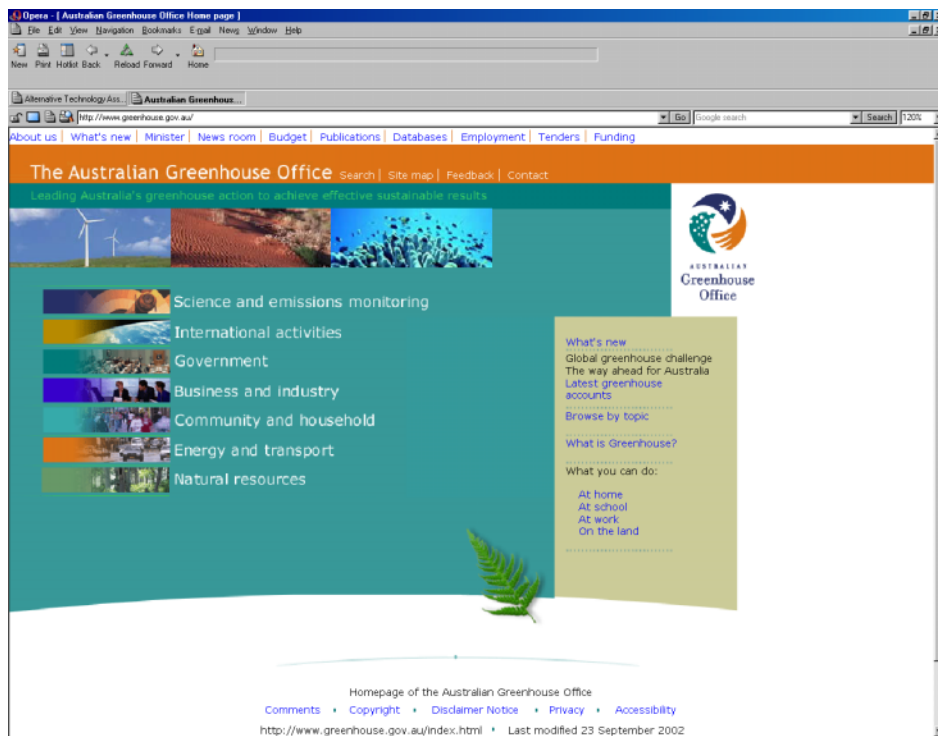 Opera - [ Australian Greenhouse Office Home page ]
File Edit View Navigation Bookmarks E-mail News Window Help
New Print Hotlist Back Reload Forward Home
Alternative Technology Ass... Australian Greenhous...
http://www.greenhouse.gov.au/ Go Google search Search 120%
About us | What's new | Minister | News room | Budget | Publications | Databases | Employment | Tenders | Funding
The Australian Greenhouse Office Search | Site map | Feedback | Contact
Leading Australia's greenhouse action to achieve effective sustainable results
AUSTRALIAN
Greenhouse
Office
Science and emissions monitoring
International activities
Government
Business and industry
Community and household
Energy and transport
Natural resources
What's new
Global greenhouse challenge
The way ahead for Australia
Latest greenhouse
accounts
Browse by topic
What is Greenhouse?
What you can do:
At home
At school
At work
On the land
Homepage of the Australian Greenhouse Office
Comments • Copyright • Disclaimer Notice • Privacy • Accessibility
http://www.greenhouse.gov.au/index.html • Last modified 23 September 2002